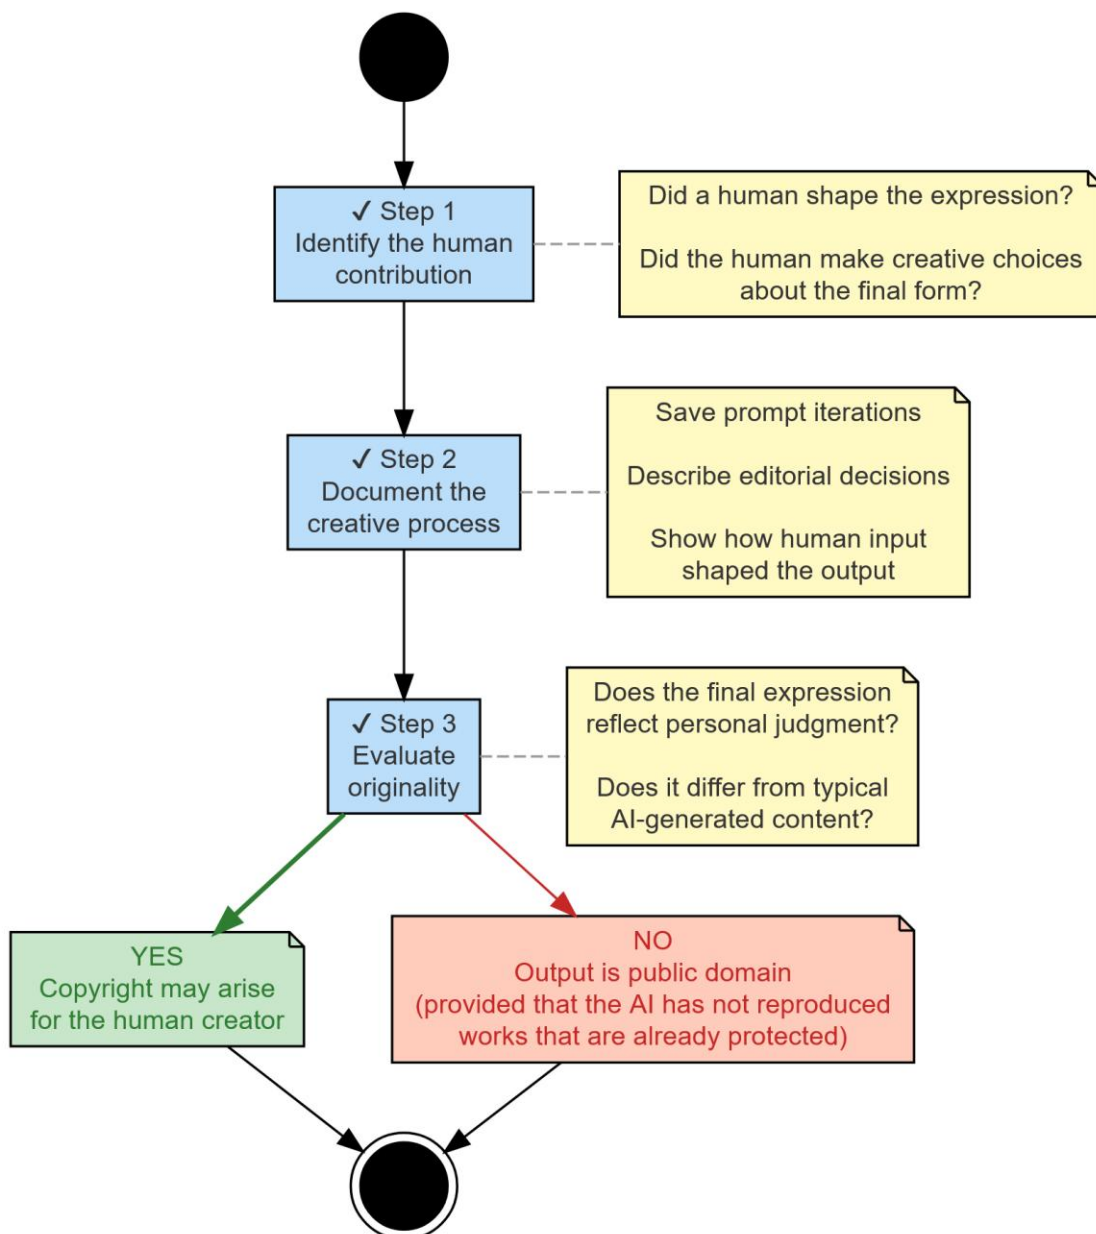 ✓ Step 1
Identify the human
contribution
Did a human shape the expression?
Did the human make creative choices
about the final form?
✓ Step 2
Document the
creative process
Save prompt iterations
Describe editorial decisions
Show how human input
shaped the output
✓ Step 3
Evaluate
originality
Does the final expression
reflect personal judgment?
Does it differ from typical
AI-generated content?
YES
Copyright may arise
for the human creator
NO
Output is public domain
(provided that the AI has not reproduced
works that are already protected)